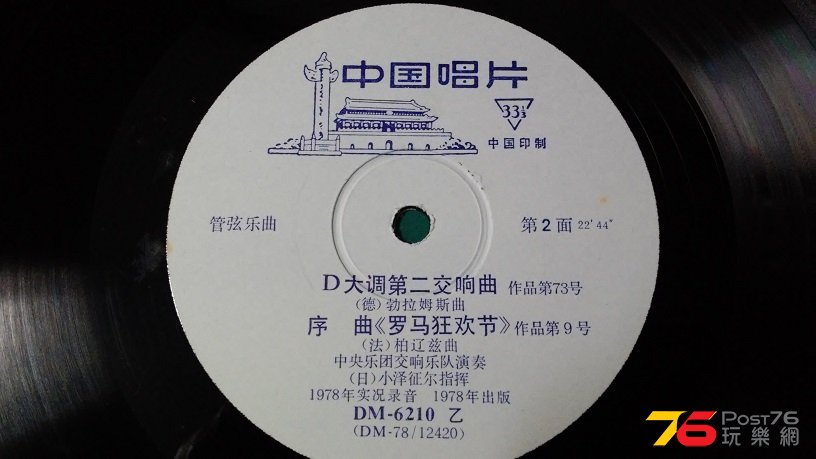 中国唱片
33⅓
中国印制
管弦乐曲
第2面 22′44″
D大调第二交响曲 作品第73号
(德)勃拉姆斯曲
序 曲《罗马狂欢节》作品第9号
(法)柏辽兹曲
中央乐团交响乐队演奏
(日)小泽征尔指挥
1978年实况录音 1978年出版
DM-6210 乙
(DM-78/12420)
76 Post76
玩樂網